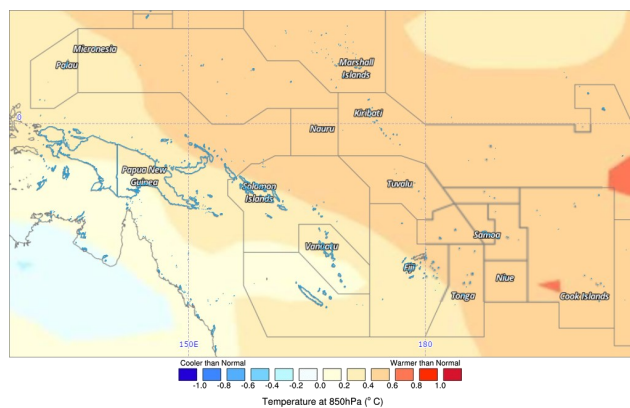 Micronesia
Palau
Marshall
Islands
Kiribati
0
Nauru
Papua New
Guinea
Solomon
Islands
Tuvalu
Samoa
Vanuatu
Fiji
Niue
Tonga
Cook Islands
150E
180
Cooler than Normal
Warmer than Normal
-1.0 -0.8 -0.6 -0.4 -0.2 0.0 0.2 0.4 0.6 0.8 1.0
Temperature at 850hPa (° C)